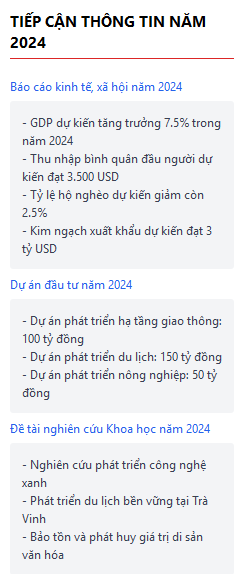 TIẾP CẬN THÔNG TIN NĂM
2024
Báo cáo kinh tế, xã hội năm 2024
- GDP dự kiến tăng trưởng 7.5% trong
năm 2024
- Thu nhập bình quân đầu người dự
kiến đạt 3.500 USD
- Tỷ lệ hộ nghèo dự kiến giảm còn
2.5%
- Kim ngạch xuất khẩu dự kiến đạt 3
tỷ USD
Dự án đầu tư năm 2024
- Dự án phát triển hạ tầng giao thông:
100 tỷ đồng
- Dự án phát triển du lịch: 150 tỷ đồng
- Dự án phát triển nông nghiệp: 50 tỷ
đồng
Đề tài nghiên cứu Khoa học năm 2024
- Nghiên cứu phát triển công nghệ
xanh
- Phát triển du lịch bền vững tại Trà
Vinh
- Bảo tồn và phát huy giá trị di sản
văn hóa